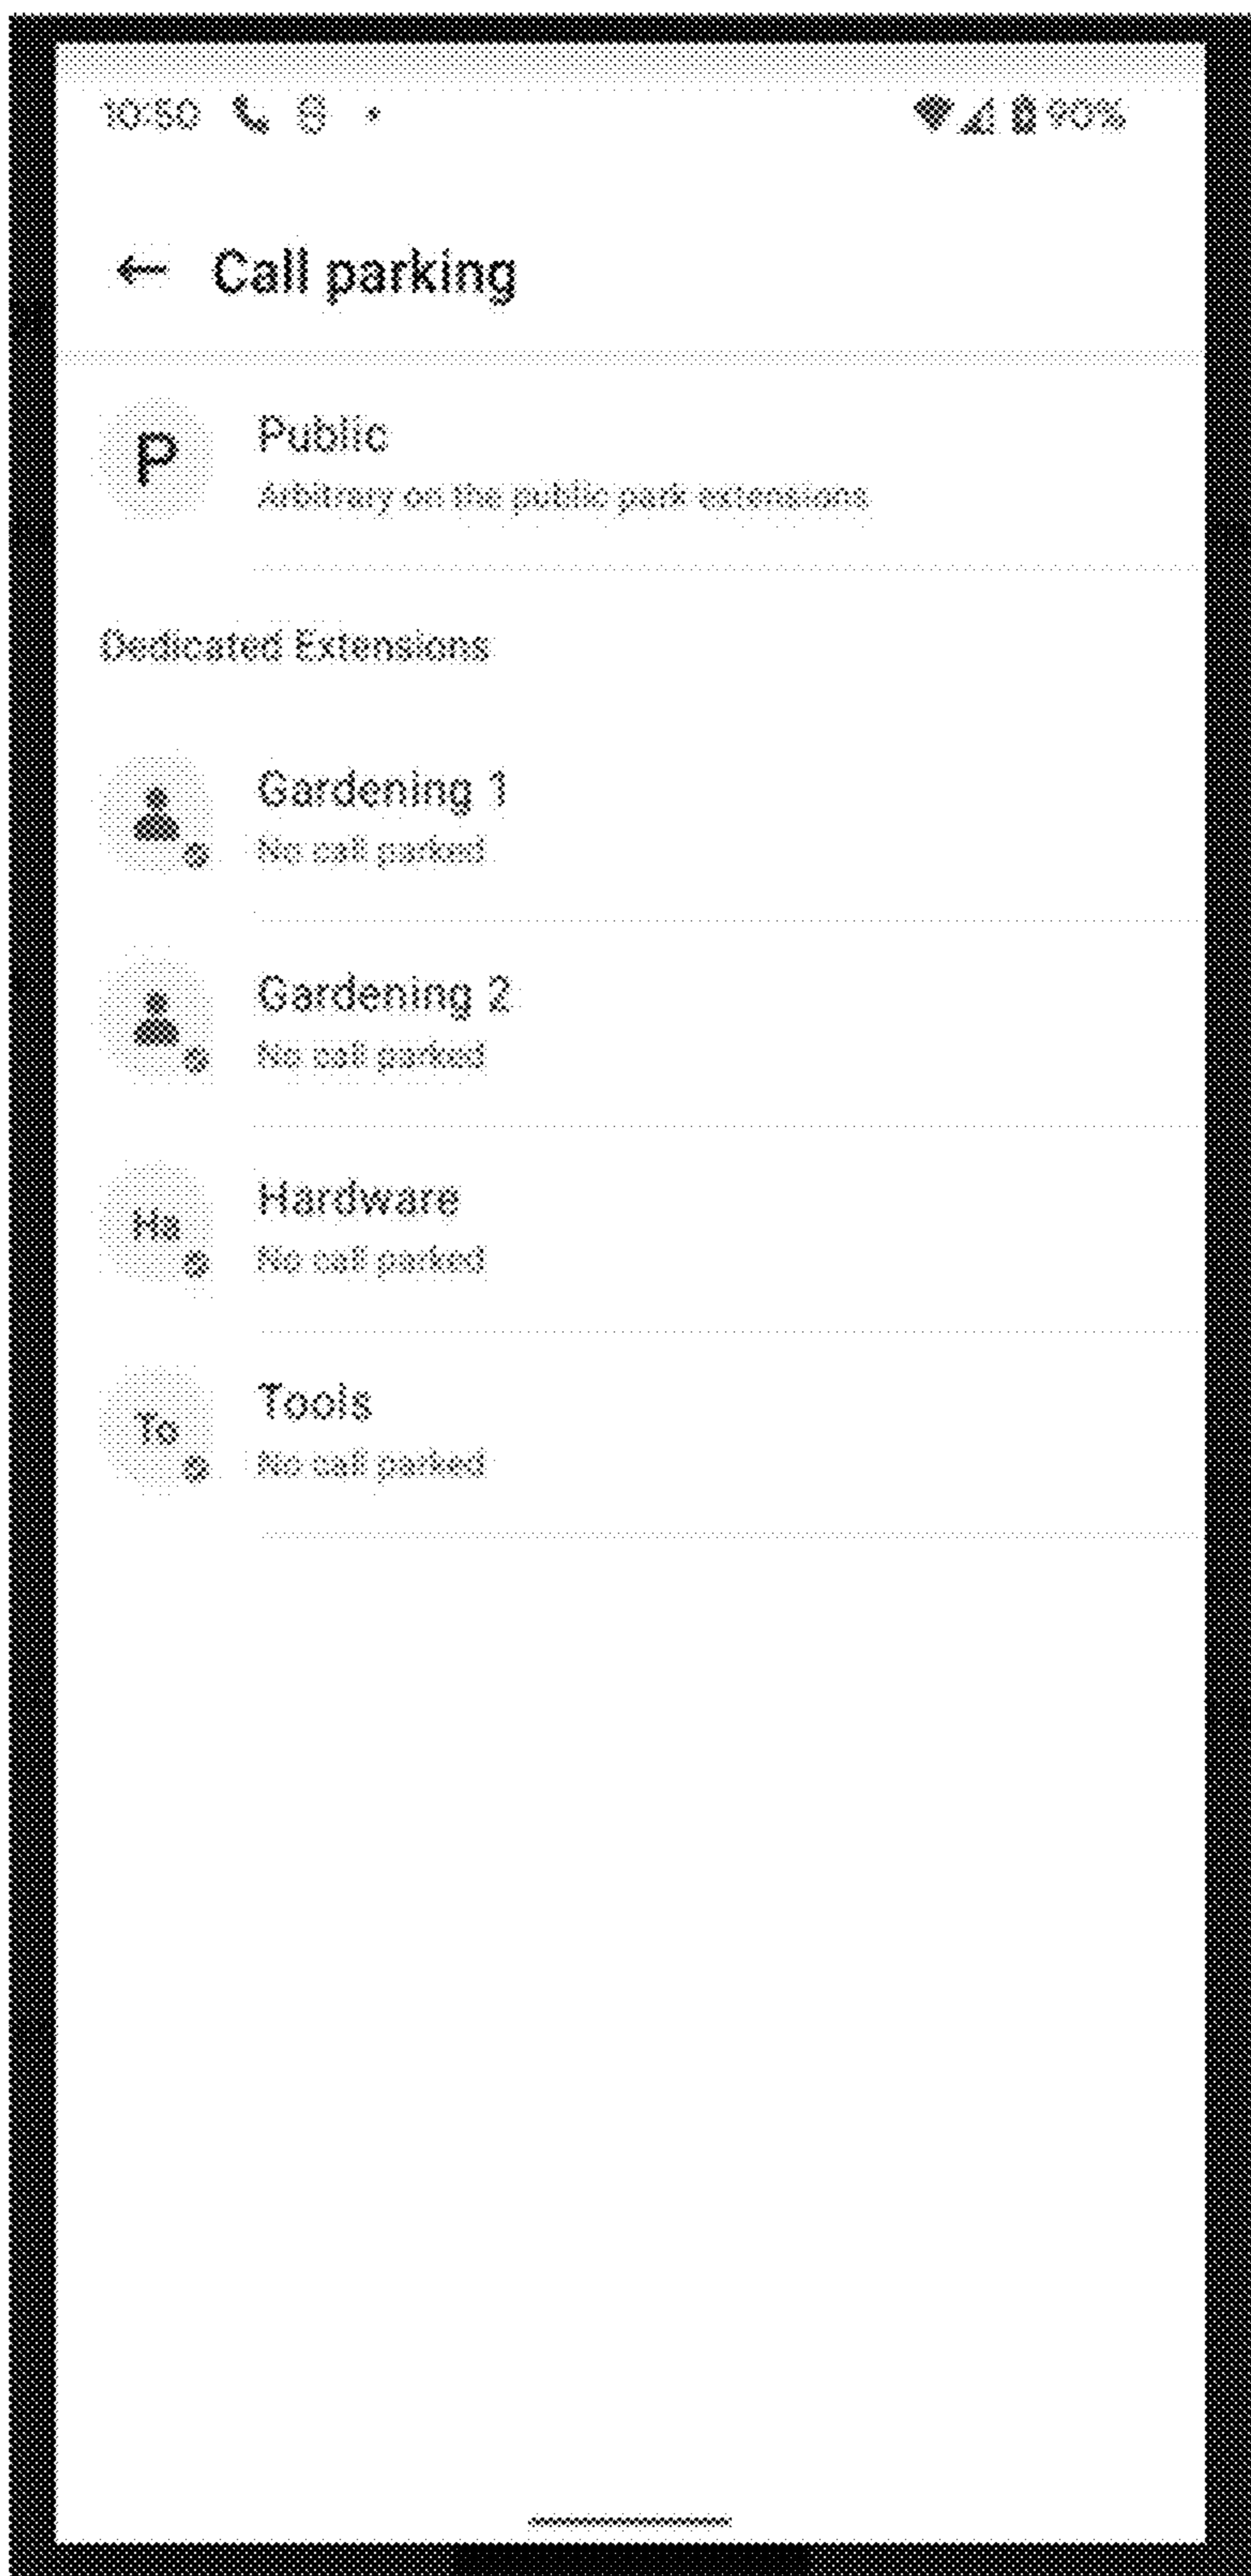 10:50 90%
Call parking
P
Public
Arbitrary on the public park extensions
Dedicated Extensions
Gardening 1
No call parked
Gardening 2
No call parked
Ha
Hardware
No call parked
To
Tools
No call parked